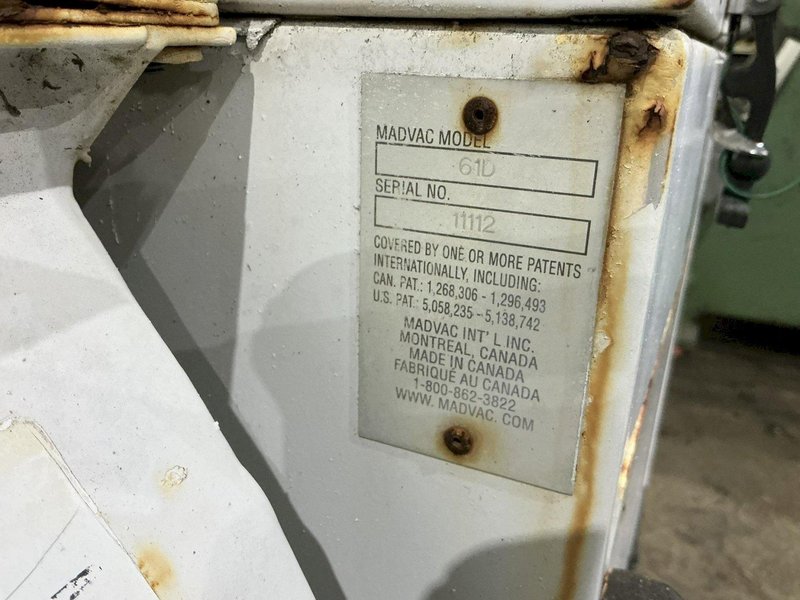 MADVAC MODEL
61D
SERIAL NO.
11112
COVERED BY ONE OR MORE PATENTS
INTERNATIONALLY, INCLUDING:
CAN. PAT.: 1,268,306 - 1,296,493
U.S. PAT.: 5,058,235 - 5,138,742
MADVAC INT' L INC.
MONTREAL, CANADA
MADE IN CANADA
FABRIQUÉ AU CANADA
1-800-862-3822
WWW. MADVAC. COM